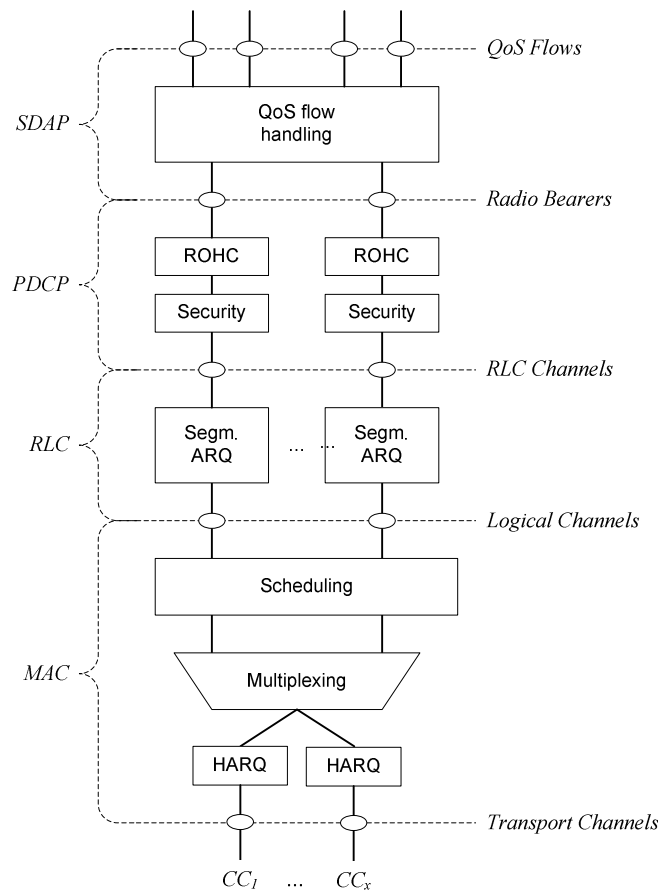 QoS Flows
SDAP
QoS flow
handling
Radio Bearers
ROHC
ROHC
PDCP
Security
Security
RLC Channels
RLC
Segm.
ARQ
... ...
Segm.
ARQ
Logical Channels
Scheduling
MAC
Multiplexing
HARQ
HARQ
Transport Channels
CC1 ... CCx